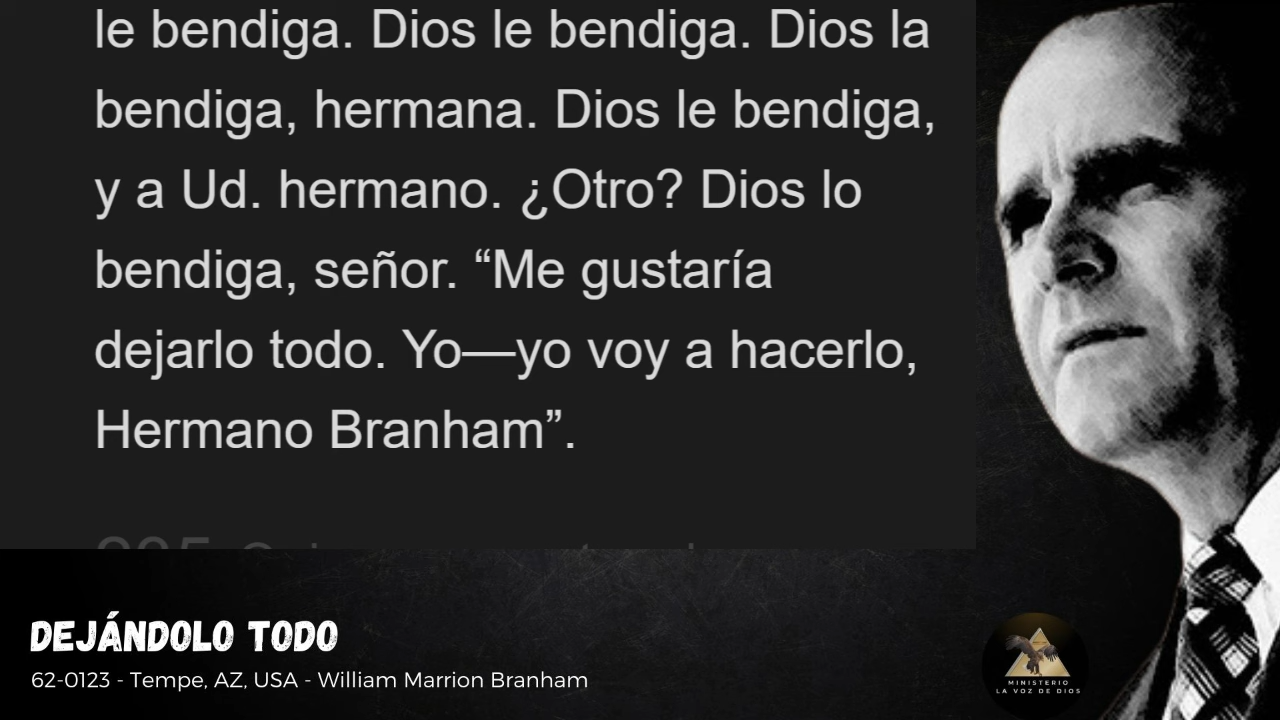 le bendiga. Dios le bendiga. Dios la
bendiga, hermana. Dios le bendiga,
y a Ud. hermano. ¿Otro? Dios lo
bendiga, señor. “Me gustaría
dejarlo todo. Yo—yo voy a hacerlo,
Hermano Branham”.
DEJÁNDOLO TODO
62-0123 - Tempe, AZ, USA - William Marrion Branham
MINISTERIO
LA VOZ DE DIOS